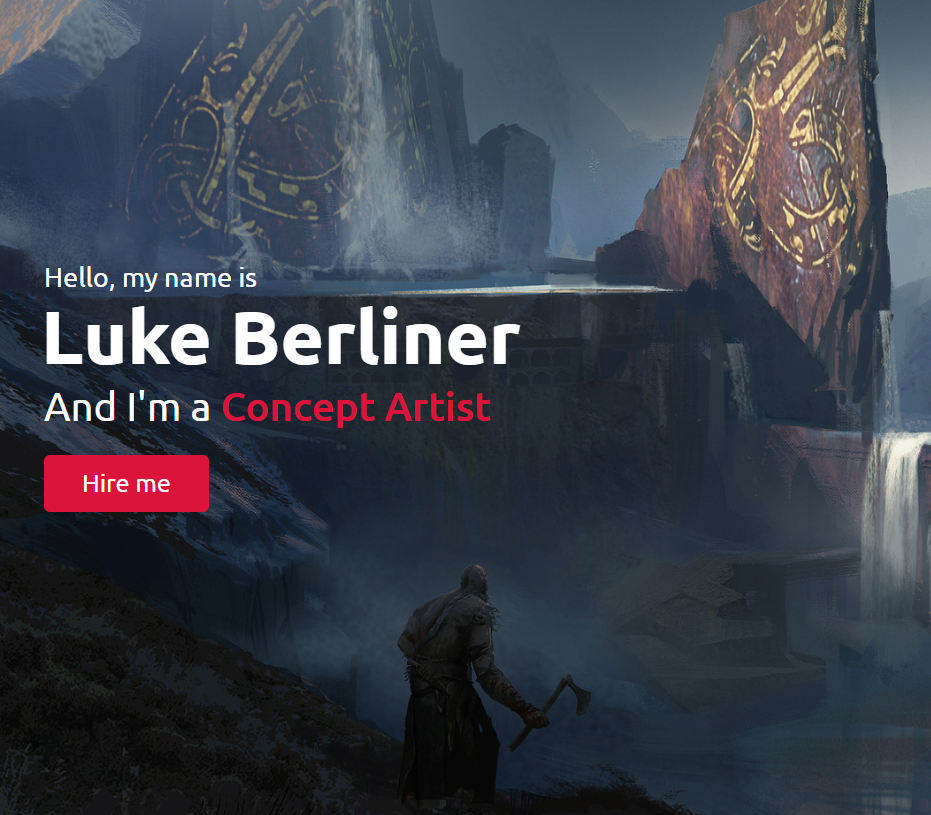 Hello, my name is
Luke Berliner
And I'm a Concept Artist
Hire me